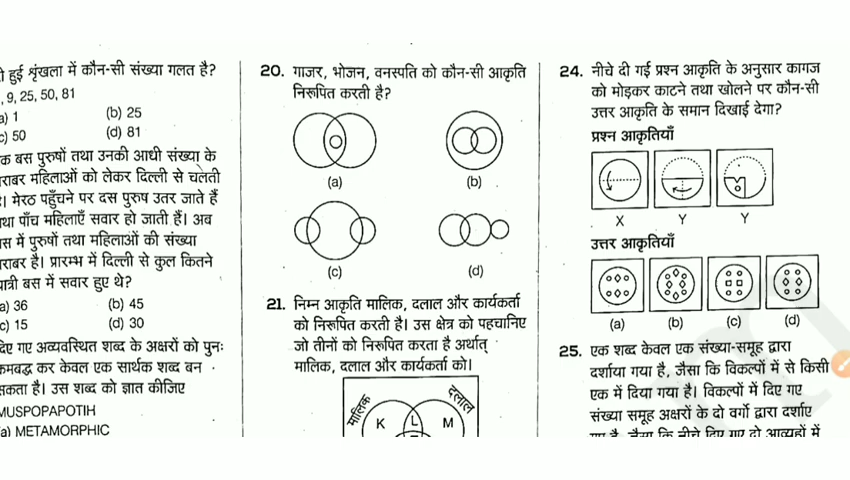 हुई शृंखला में कौन-सी संख्या गलत है?
, 9, 25, 50, 81
a) 1 (b) 25
c) 50 (d) 81
क बस पुरुषों तथा उनकी आधी संख्या के
राबर महिलाओं को लेकर दिल्ली से चलती
। मेरठ पहुँचने पर दस पुरुष उतर जाते हैं
था पाँच महिलाएँ सवार हो जाती हैं। अब
स में पुरुषों तथा महिलाओं की संख्या
राबर है। प्रारम्भ में दिल्ली से कुल कितने
ात्री बस में सवार हुए थे?
a) 36 (b) 45
c) 15 (d) 30
दिए गए अव्यवस्थित शब्द के अक्षरों को पुनः
क्रमबद्ध कर केवल एक सार्थक शब्द बन
सकता है। उस शब्द को ज्ञात कीजिए
MUSPOPAPOTIH
a) METAMORPHIC
20. गाजर, भोजन, वनस्पति को कौन-सी आकृति
निरूपित करती है?
(a) (b)
(c) (d)
21. निम्न आकृति मालिक, दलाल और कार्यकर्ता
को निरूपित करती है। उस क्षेत्र को पहचानिए
जो तीनों को निरूपित करता है अर्थात्
मालिक, दलाल और कार्यकर्ता को।
मालिक दलाल
K L M
24. नीचे दी गई प्रश्न आकृति के अनुसार कागज
को मोड़कर काटने तथा खोलने पर कौन-सी
उत्तर आकृति के समान दिखाई देगा?
प्रश्न आकृतियाँ
X Y Y
उत्तर आकृतियाँ
(a) (b) (c) (d)
25. एक शब्द केवल एक संख्या-समूह द्वारा
दर्शाया गया है, जैसा कि विकल्पों में से किसी
एक में दिया गया है। विकल्पों में दिए गए
संख्या समूह अक्षरों के दो वर्गों द्वारा दर्शाए
गए है, जैसा कि नीचे दिए गए दो आव्यूहों में